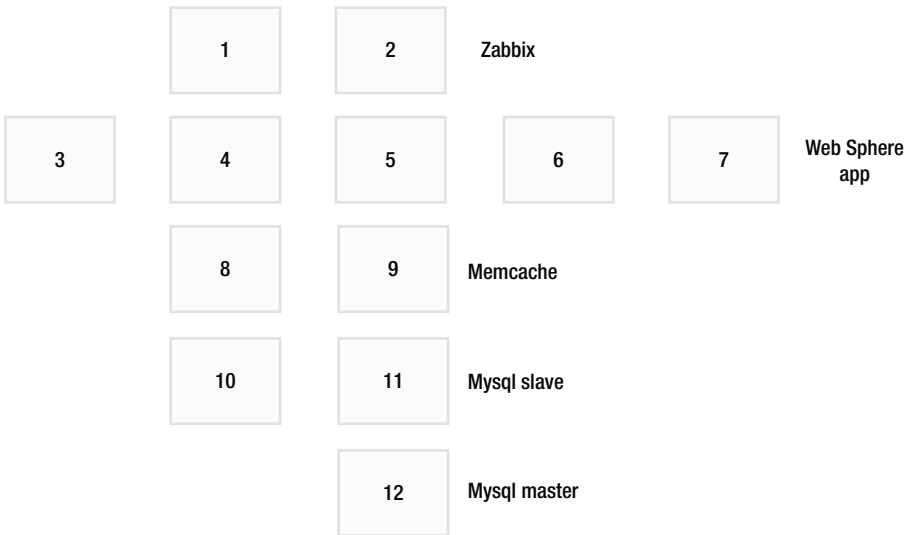 1 2 Zabbix
3 4 5 6 7 Web Sphere
app
8 9 Memcache
10 11 Mysql slave
12 Mysql master